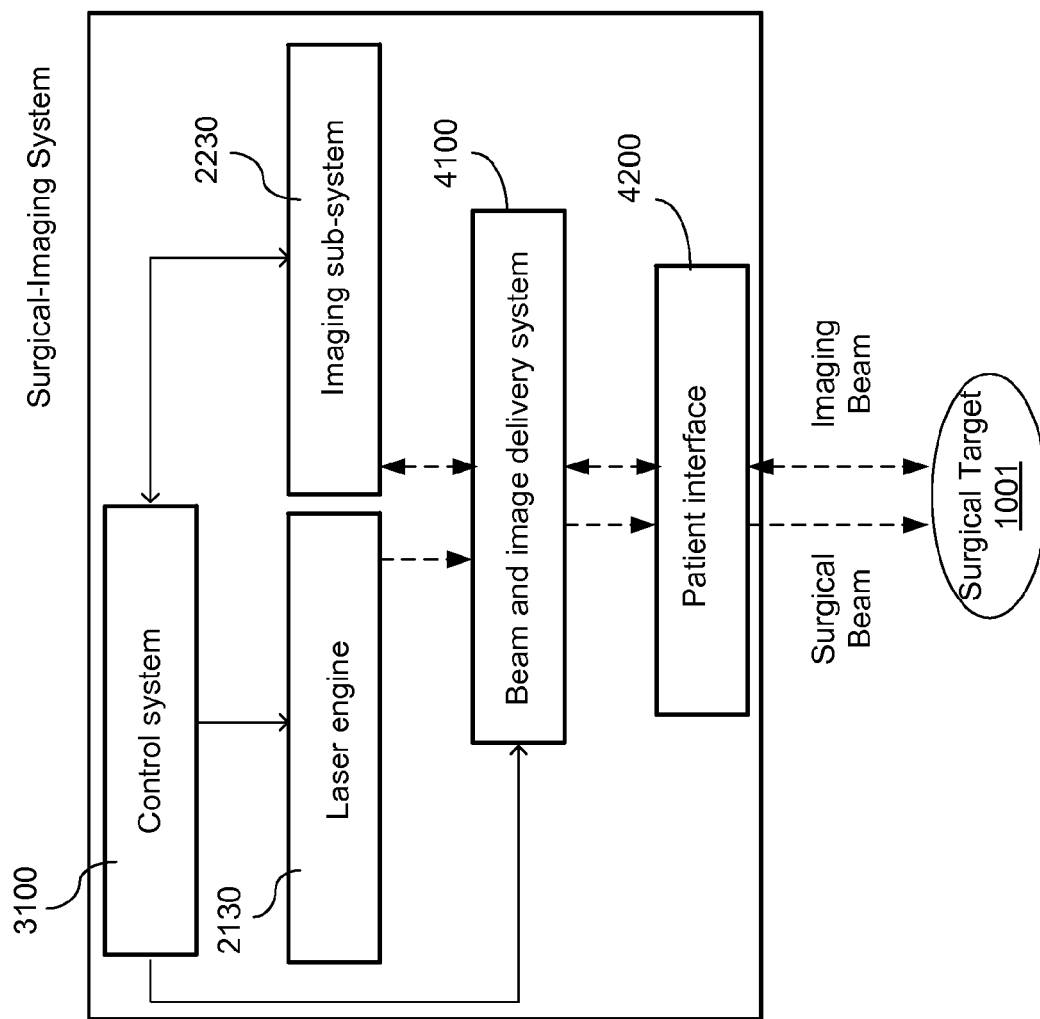 Surgical-Imaging System
3100
Control system
2130
Laser engine
2230
Imaging sub-system
4100
Beam and image delivery system
4200
Patient interface
Surgical
Beam
Imaging
Beam
Surgical Target
1001